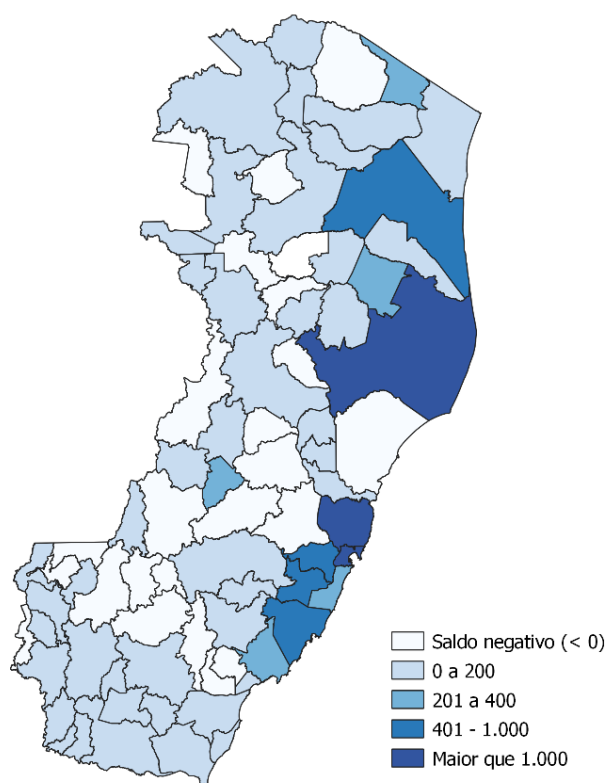 Saldo negativo (< 0)
0 a 200
201 a 400
401 - 1.000
Maior que 1.000